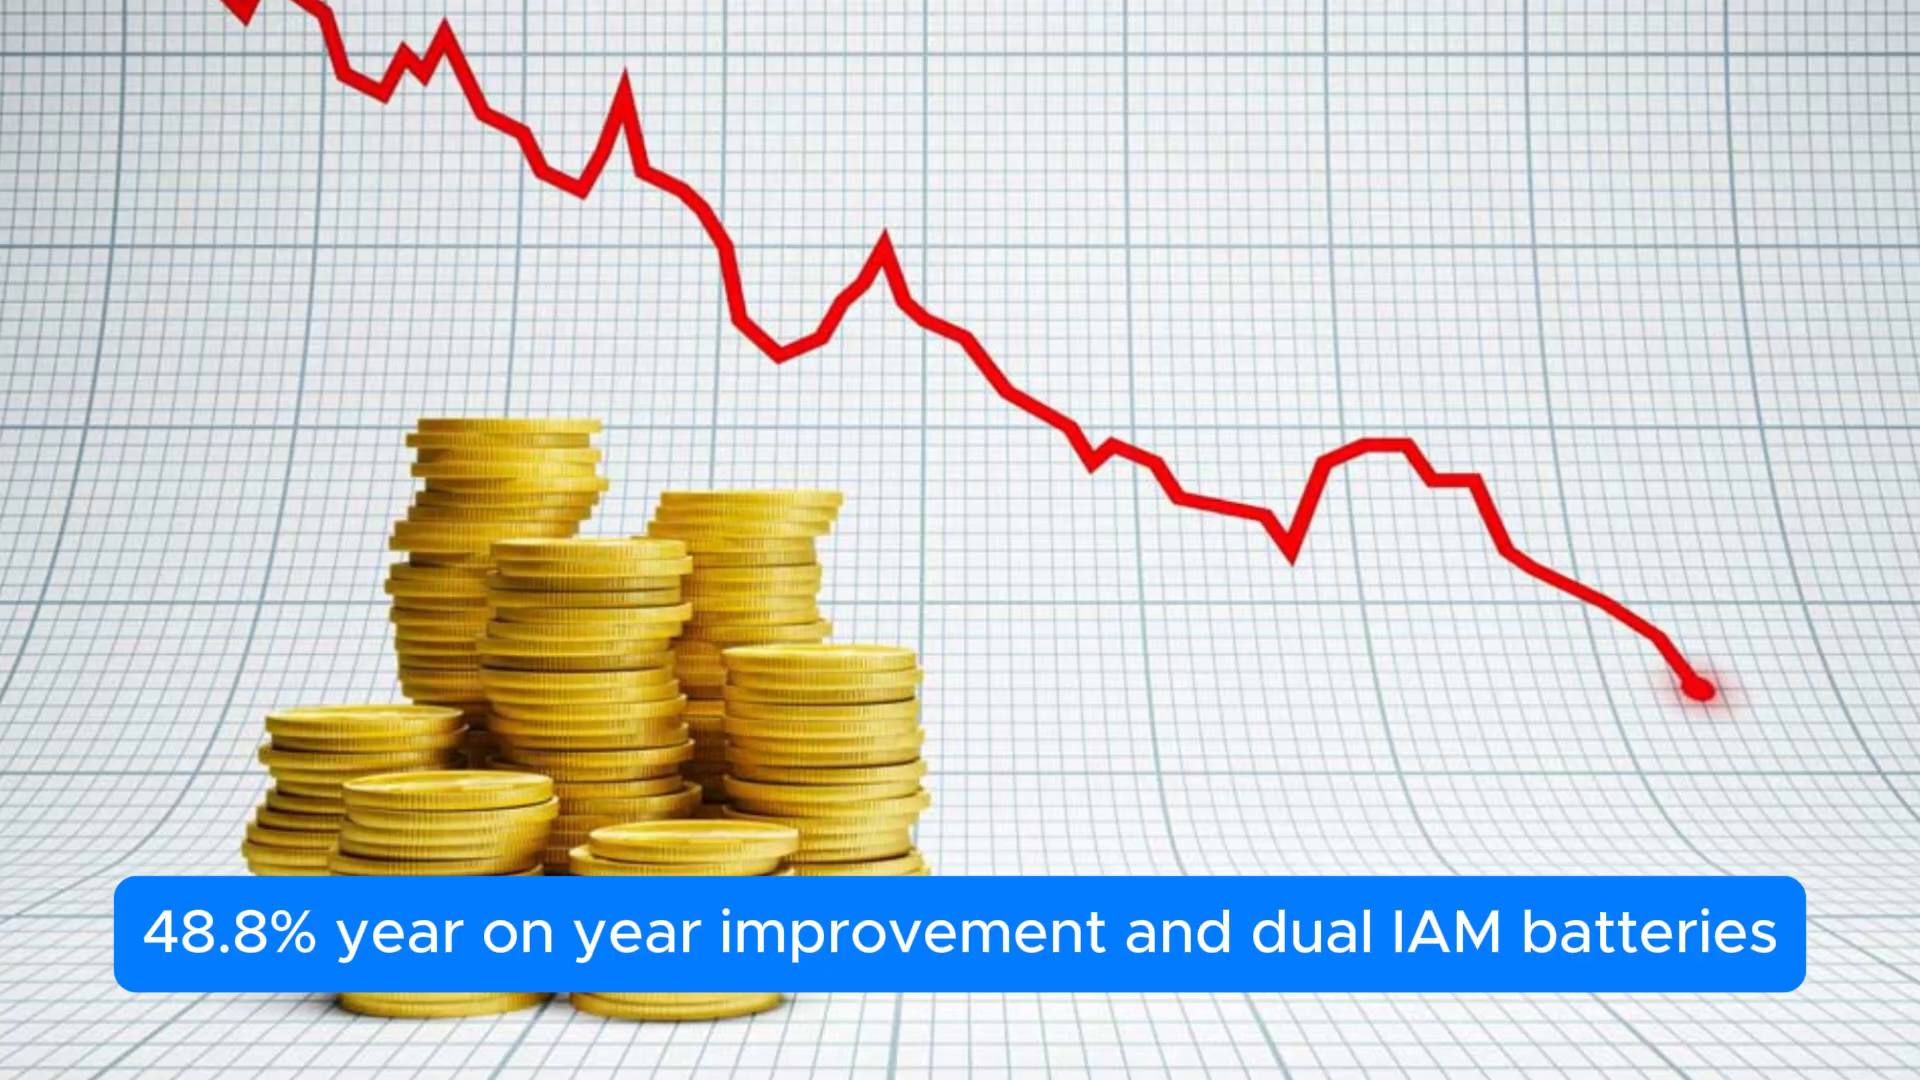 48.8% year on year improvement and dual IAM batteries